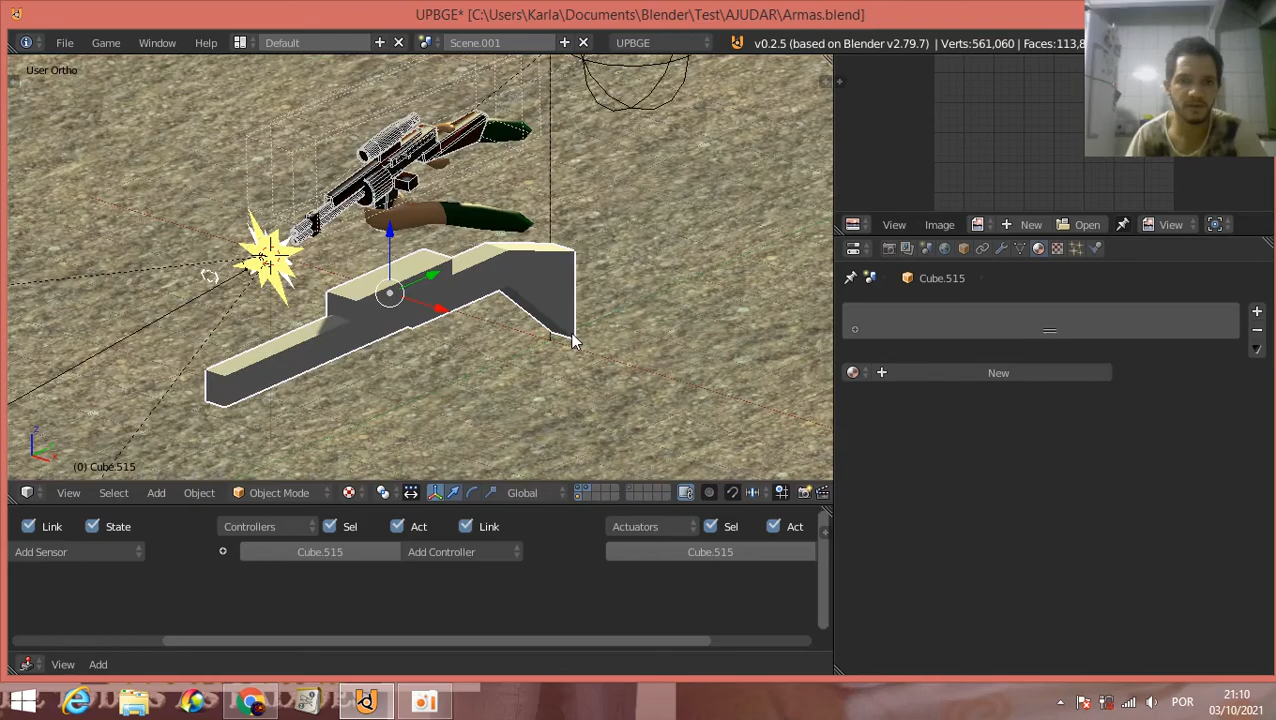 UPBGE* [C:\Users\Karla\Documents\Blender\Test\AJUDAR\Armas.blend]
File Game Window Help Default Scene.001 UPBGE v0.2.5 (based on Blender v2.79.7) | Verts:561,060 | Faces:113,8
User Ortho
View Image New Open View
Cube.515
New
(0) Cube.515
View Select Add Object Object Mode Global
Link State Controllers Sel Act Link Actuators Sel Act
Add Sensor Cube.515 Add Controller Cube.515
View Add
POR
21:10
03/10/2021